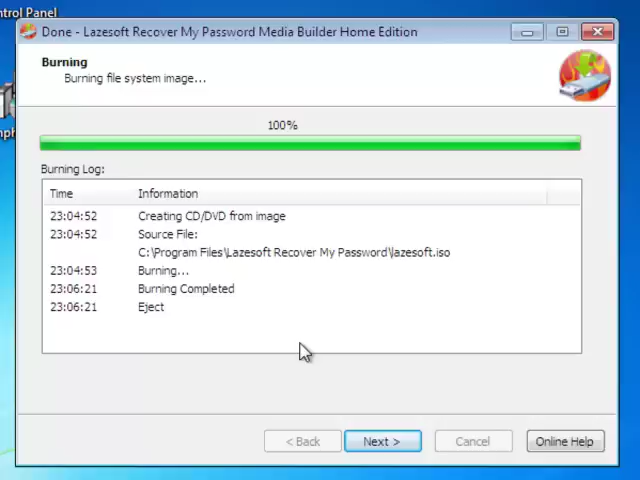 ntrol Panel
Done - Lazesoft Recover My Password Media Builder Home Edition
Burning
Burning file system image...
100%
Burning Log:
Time Information
23:04:52 Creating CD/DVD from image
23:04:52 Source File:
C:\Program Files\Lazesoft Recover My Password\lazesoft.iso
23:04:53 Burning...
23:06:21 Burning Completed
23:06:21 Eject
< Back Next > Cancel Online Help